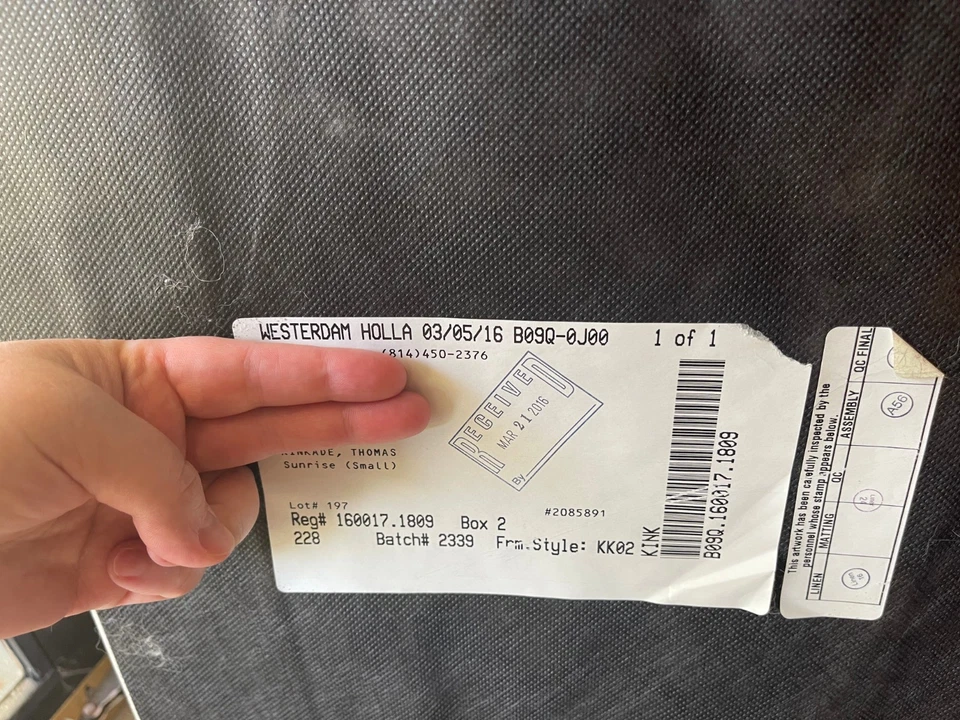 WESTERDAM HOLLA 03/05/16 B09Q-0J00 1 of 1
(814)450-2376
RECEIVED
MAR 21 2016
By
KINKADE, THOMAS
Sunrise (Small)
Lot# 197
#2085891
Reg# 160017.1809 Box 2
228 Batch# 2339 Frm.Style: KK02
KINK
B09Q.160017.1809
This artwork has been carefully inspected by the
personnel whose stamp appears below.
LINEN MATTING QC ASSEMBLY QC FINAL
A56